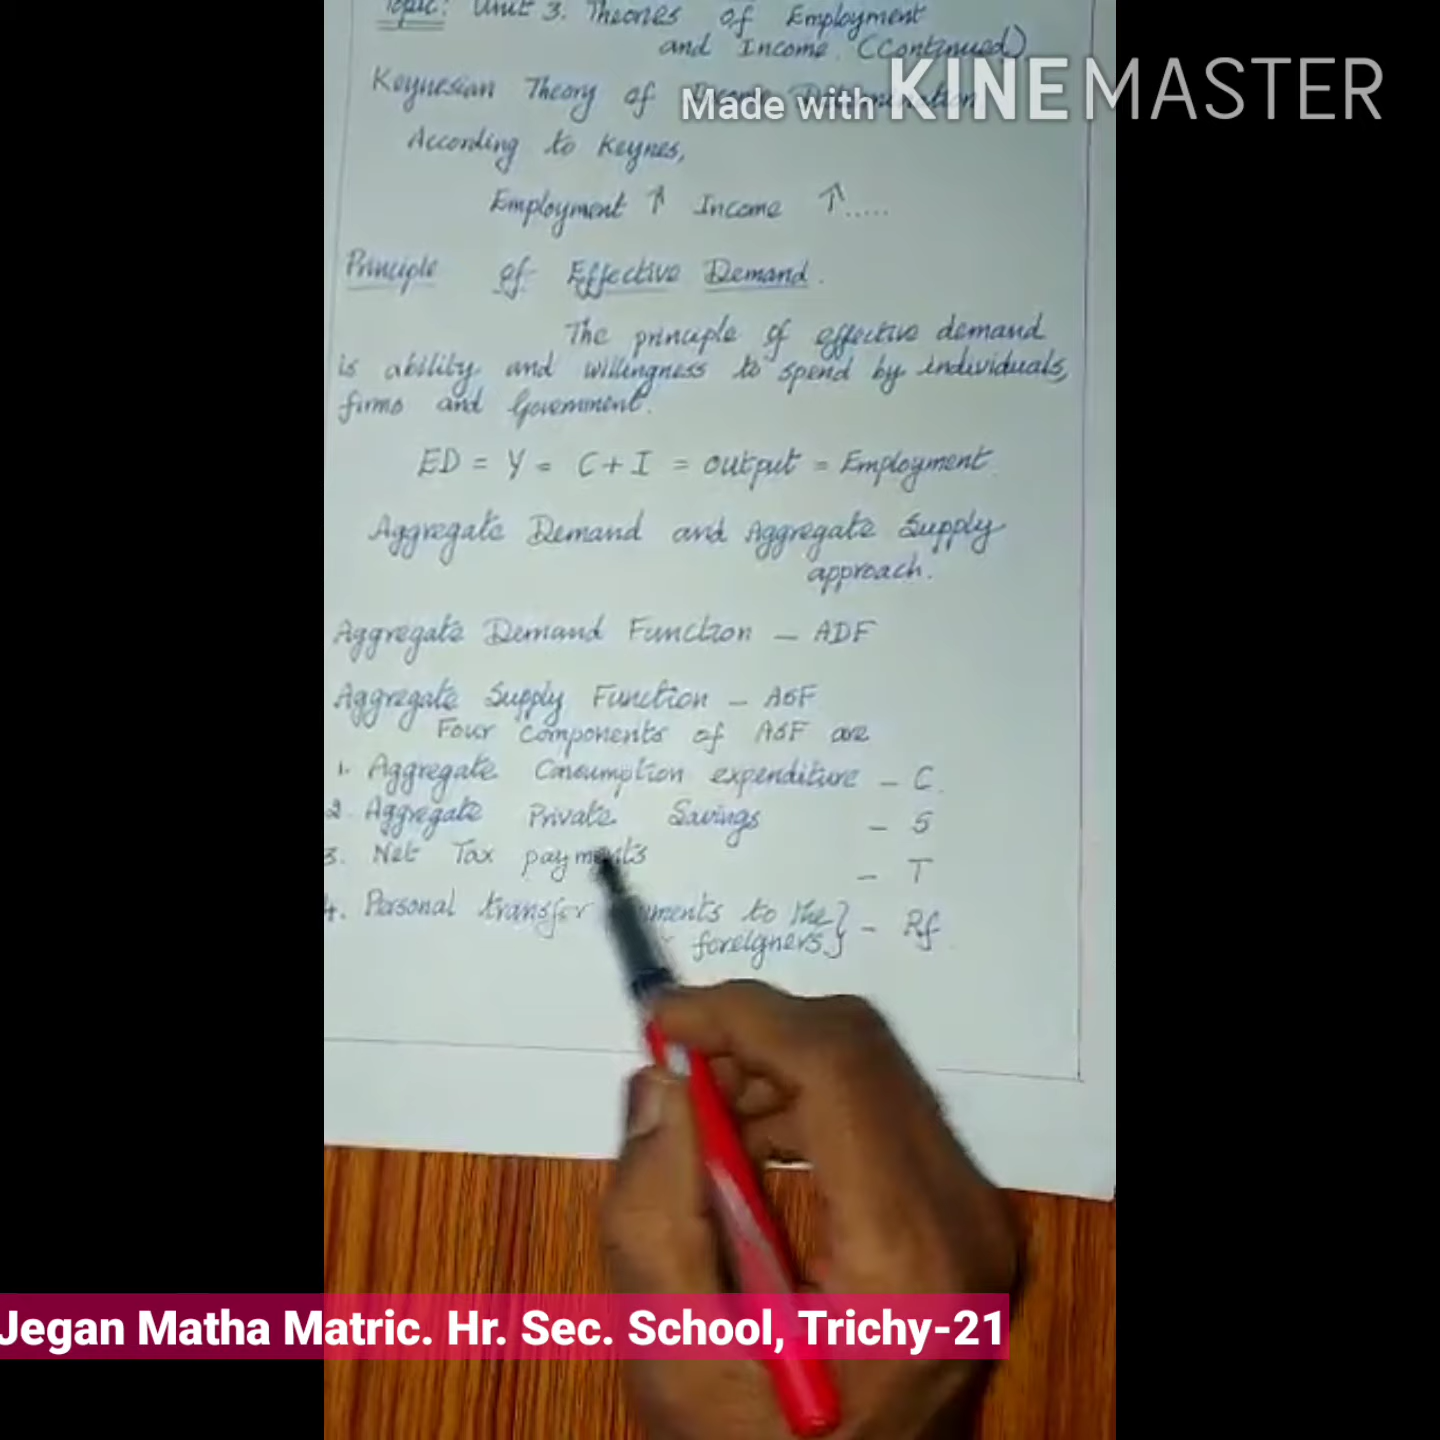 Topic: Unit 3. Theories of Employment
and Income. (Continued)
Made with KINEMASTER
Keynesian Theory of Income Determination
According to Keynes,
Employment ↑ Income ↑.....
Principle of Effective Demand.
The principle of effective demand
is ability and willingness to spend by individuals,
firms and Government.
ED = Y = C + I = output = Employment
Aggregate Demand and Aggregate Supply
approach.
Aggregate Demand Function – ADF
Aggregate Supply Function – ASF
Four components of ASF are
1. Aggregate Consumption expenditure – C.
2. Aggregate Private Savings – S
3. Net Tax payments – T
4. Personal transfer payments to the } – Rf
foreigners.
Jegan Matha Matric. Hr. Sec. School, Trichy-21